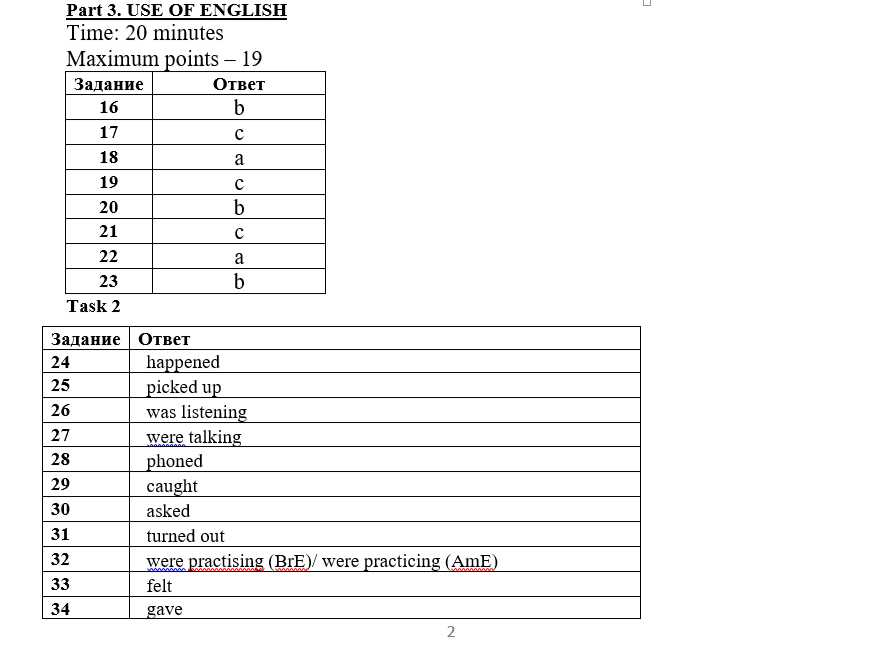 Part 3. USE OF ENGLISH
Time: 20 minutes
Maximum points – 19
Задание Ответ
16 b
17 c
18 a
19 c
20 b
21 c
22 a
23 b
Task 2
Задание Ответ
24 happened
25 picked up
26 was listening
27 were talking
28 phoned
29 caught
30 asked
31 turned out
32 were practising (BrE)/ were practicing (AmE)
33 felt
34 gave
2